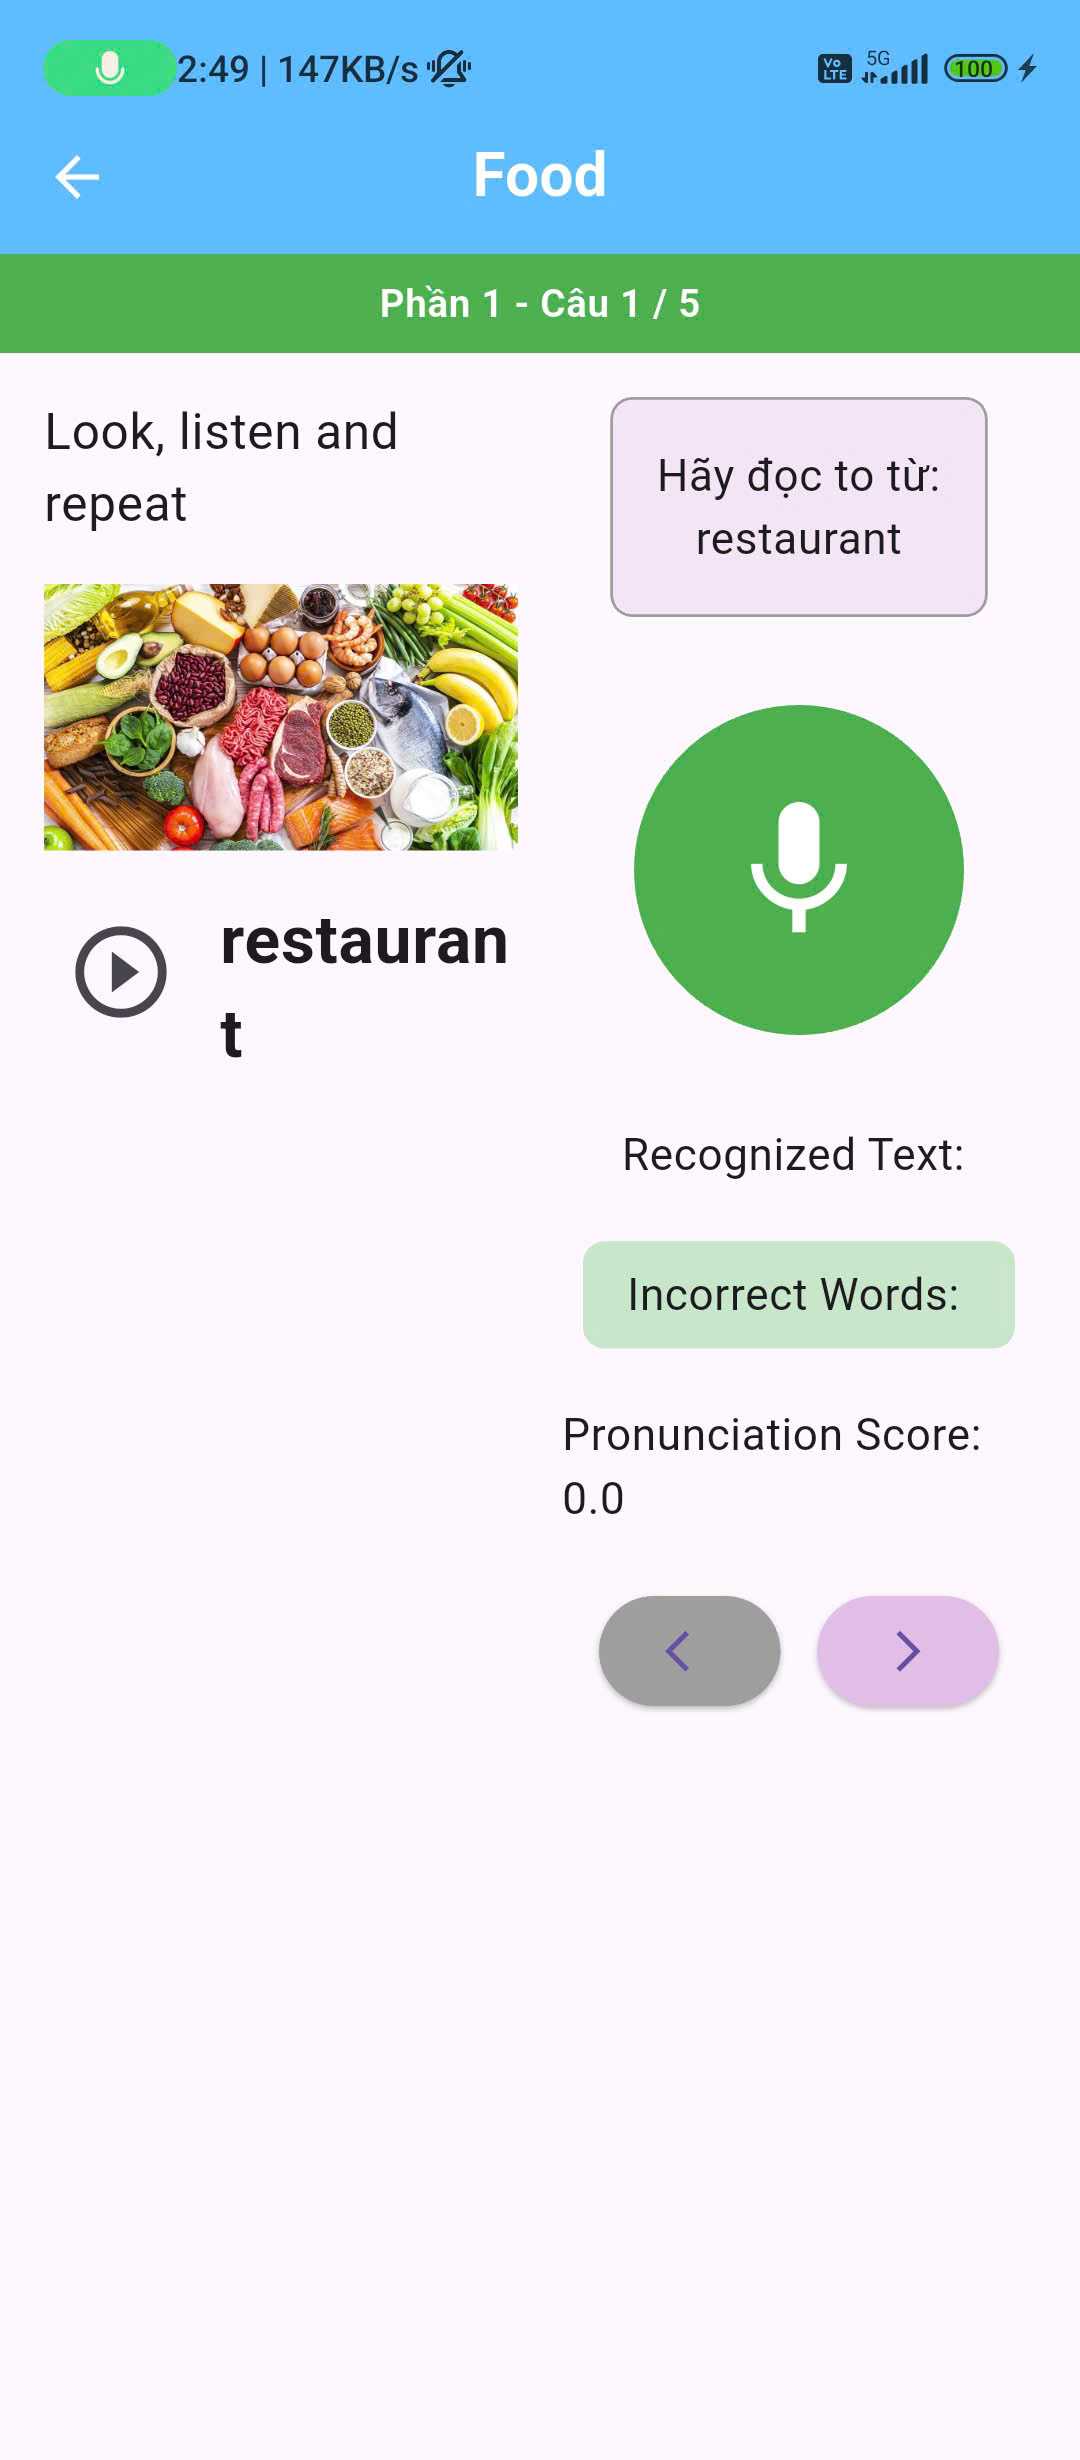 2:49 | 147KB/s
Vo LTE 5G 100
Food
Phần 1 - Câu 1 / 5
Look, listen and
repeat
restauran
t
Hãy đọc to từ:
restaurant
Recognized Text:
Incorrect Words:
Pronunciation Score:
0.0